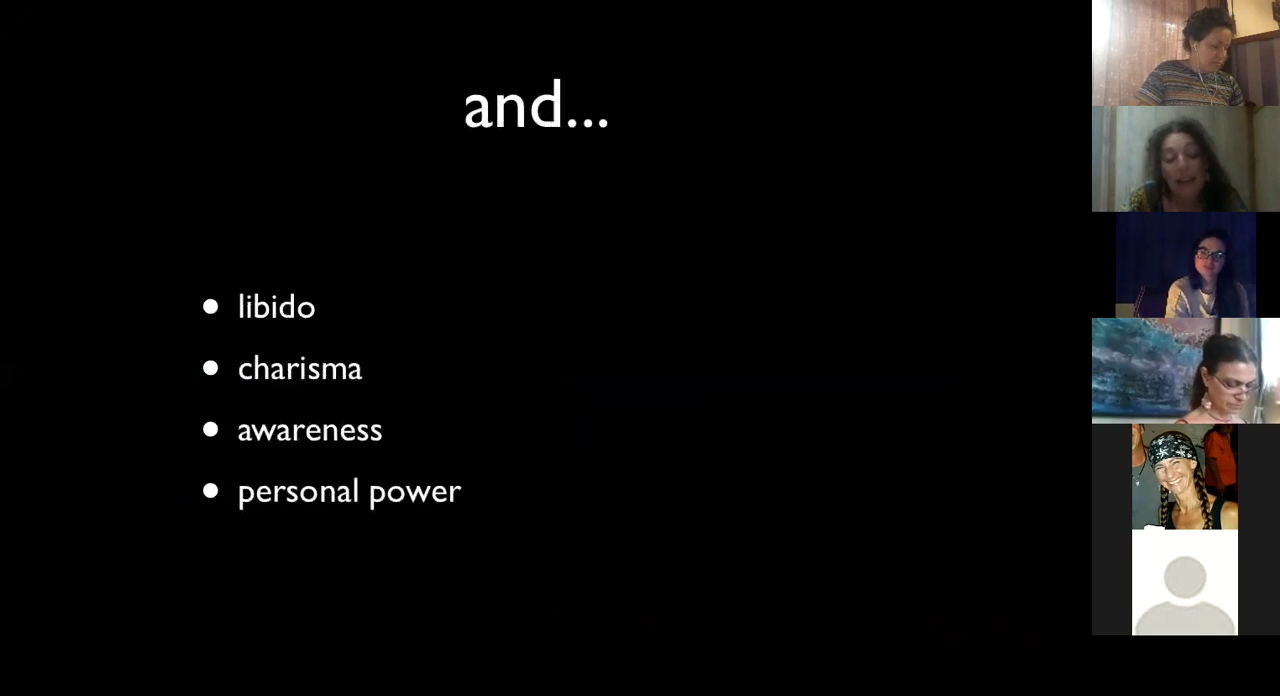 and...
libido
charisma
awareness
personal power